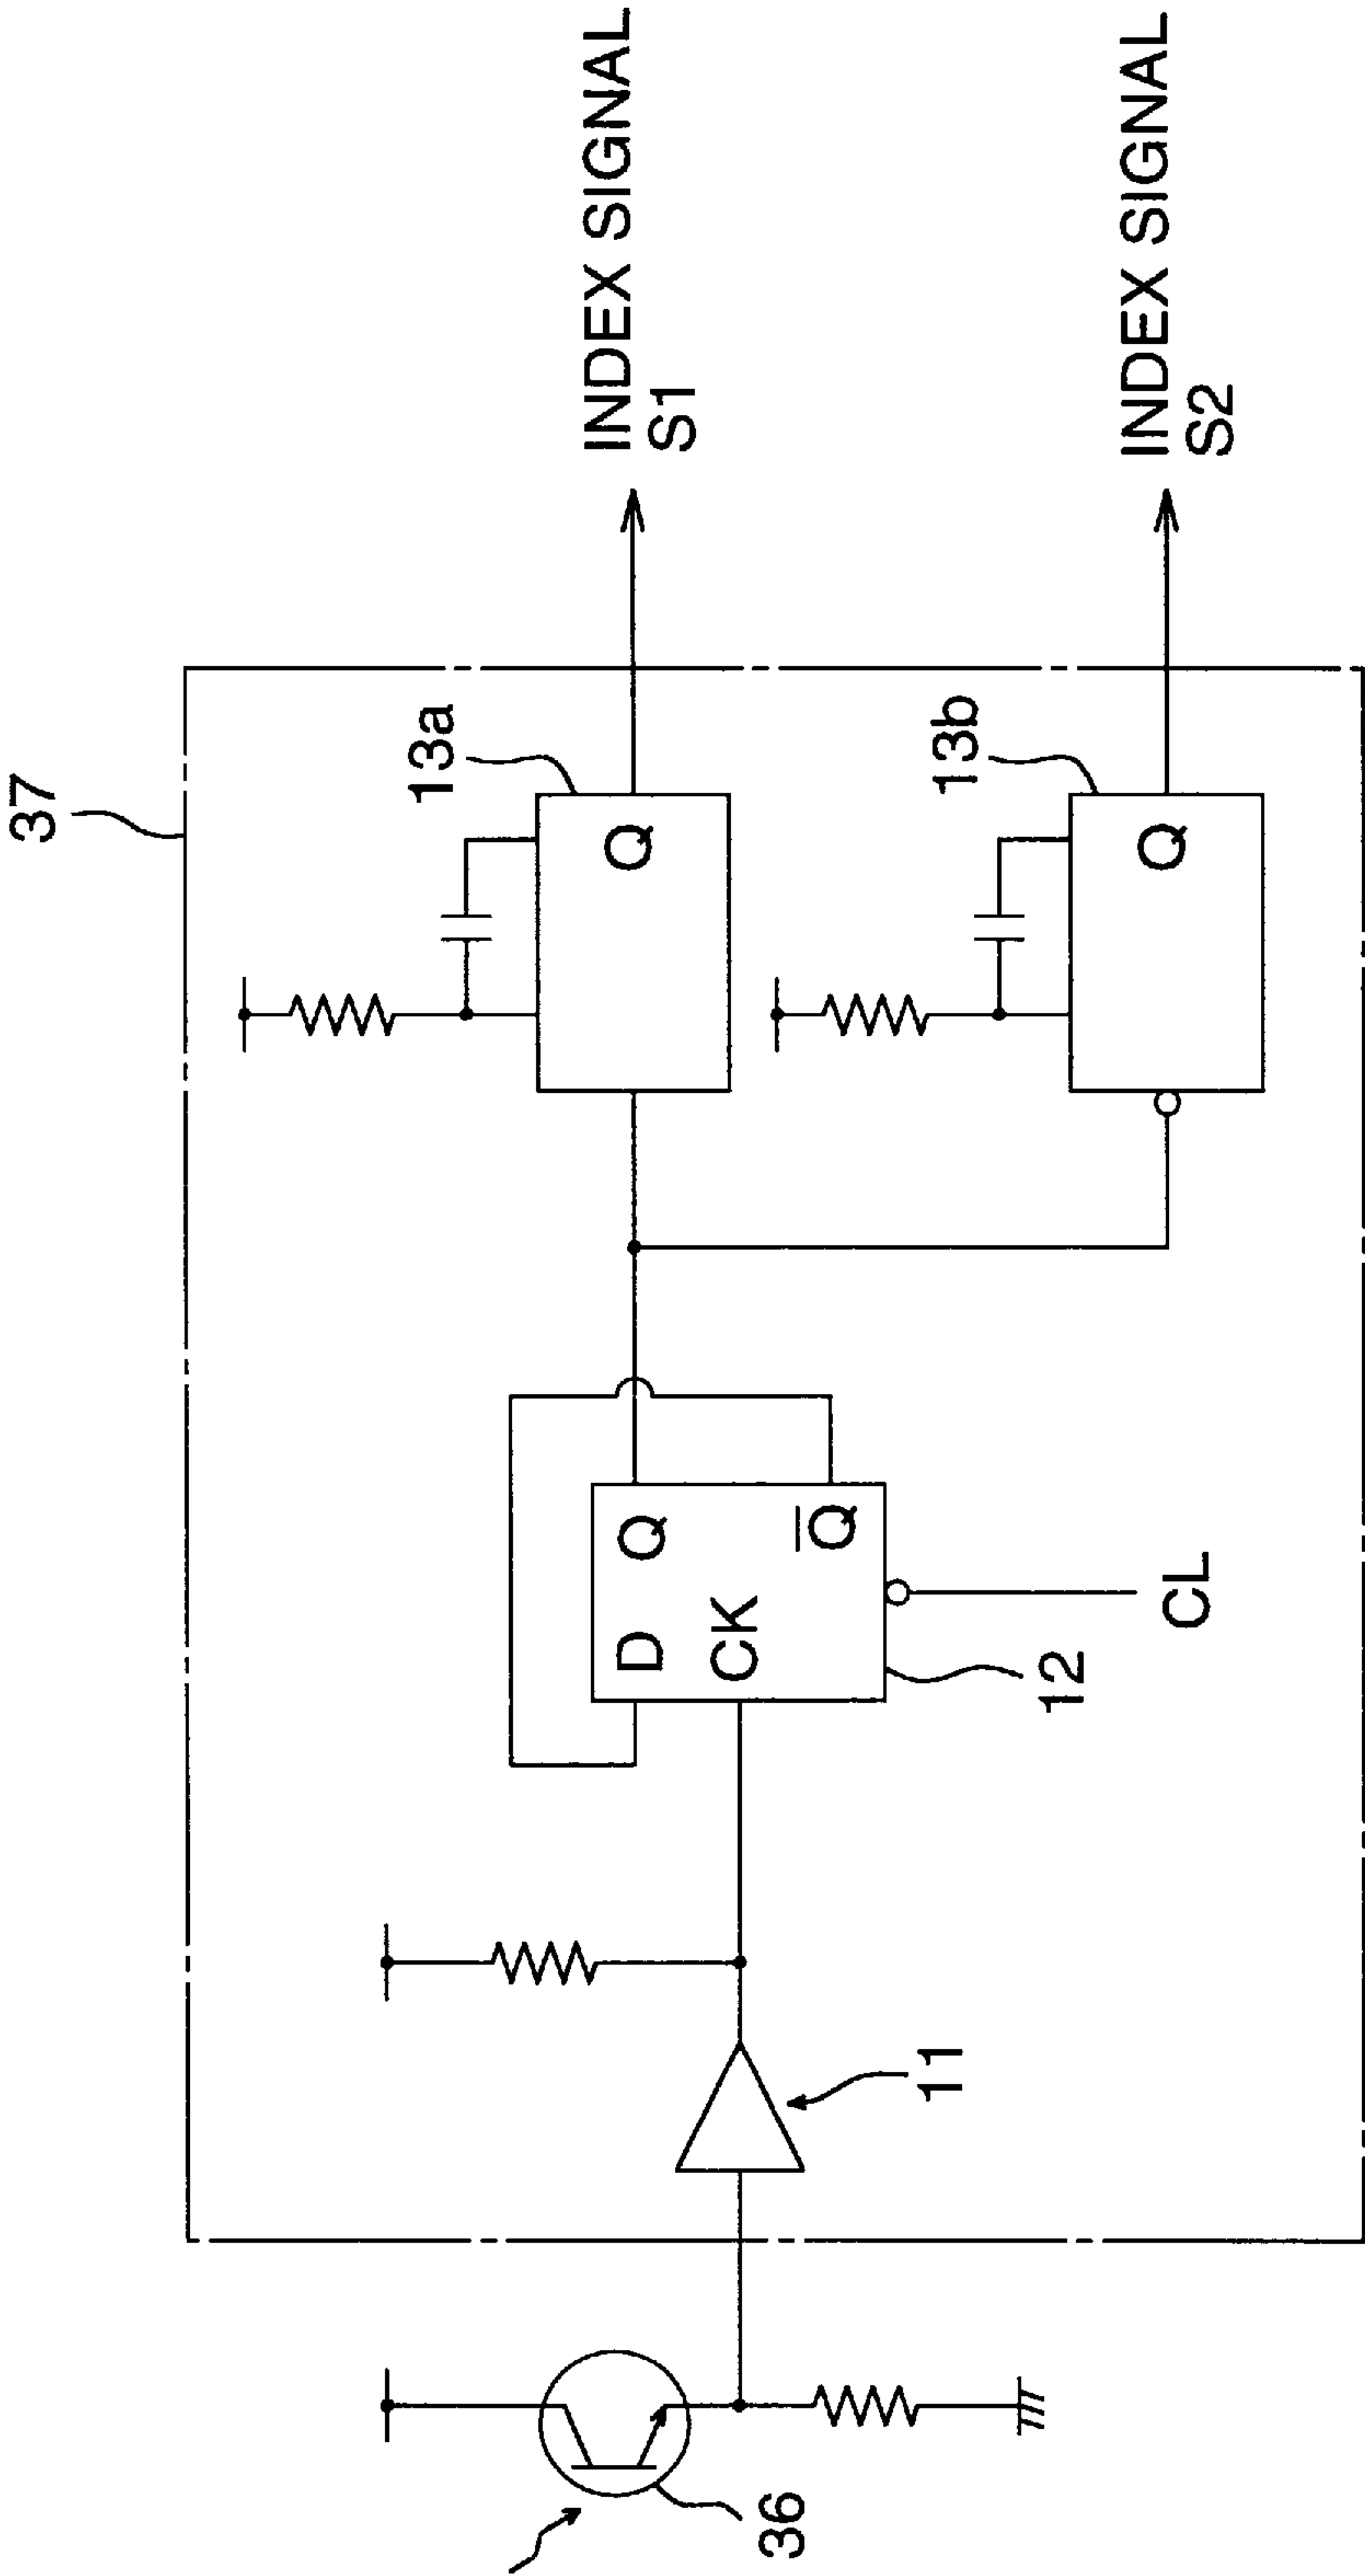 37
13a
Q
INDEX SIGNAL
S1
13b
Q
INDEX SIGNAL
S2
D Q
CK
Q
12
CL
11
36